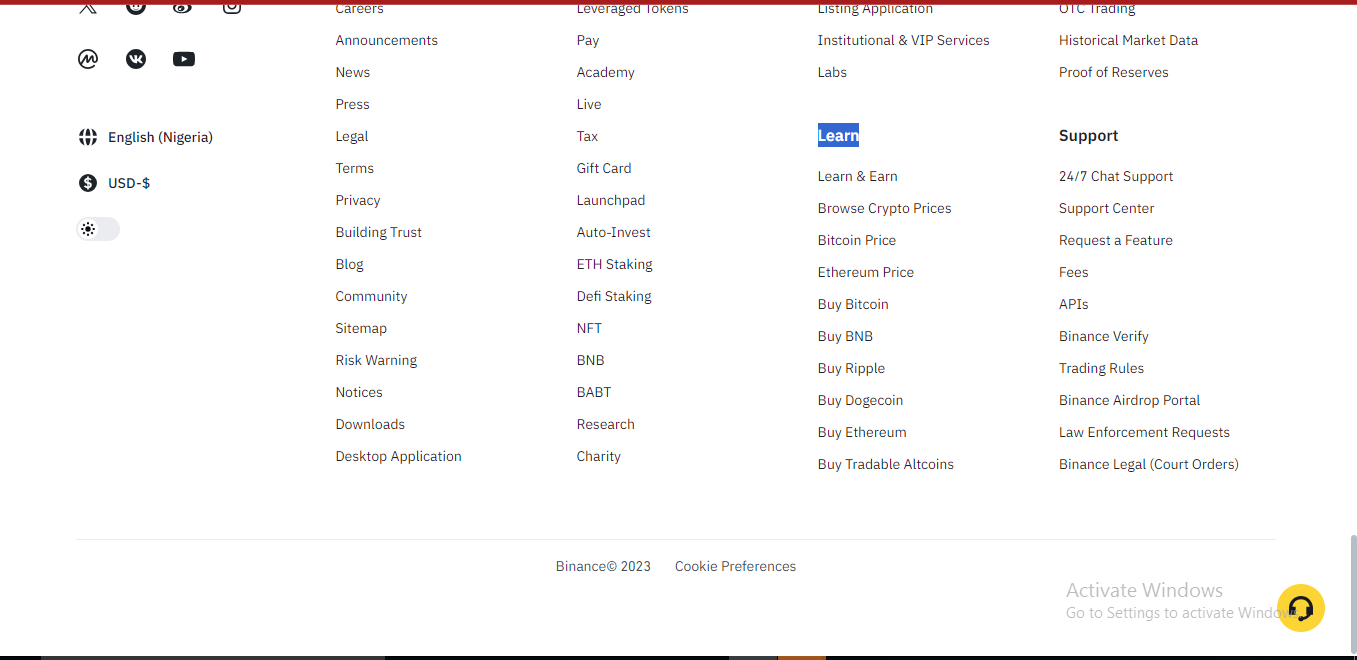 English (Nigeria)
USD-$
Careers
Announcements
News
Press
Legal
Terms
Privacy
Building Trust
Blog
Community
Sitemap
Risk Warning
Notices
Downloads
Desktop Application
Leveraged Tokens
Pay
Academy
Live
Tax
Gift Card
Launchpad
Auto-Invest
ETH Staking
Defi Staking
NFT
BNB
BABT
Research
Charity
Listing Application
Institutional & VIP Services
Labs
Learn
Learn & Earn
Browse Crypto Prices
Bitcoin Price
Ethereum Price
Buy Bitcoin
Buy BNB
Buy Ripple
Buy Dogecoin
Buy Ethereum
Buy Tradable Altcoins
OTC Trading
Historical Market Data
Proof of Reserves
Support
24/7 Chat Support
Support Center
Request a Feature
Fees
APIs
Binance Verify
Trading Rules
Binance Airdrop Portal
Law Enforcement Requests
Binance Legal (Court Orders)
Binance© 2023
Cookie Preferences
Activate Windows
Go to Settings to activate Windows.